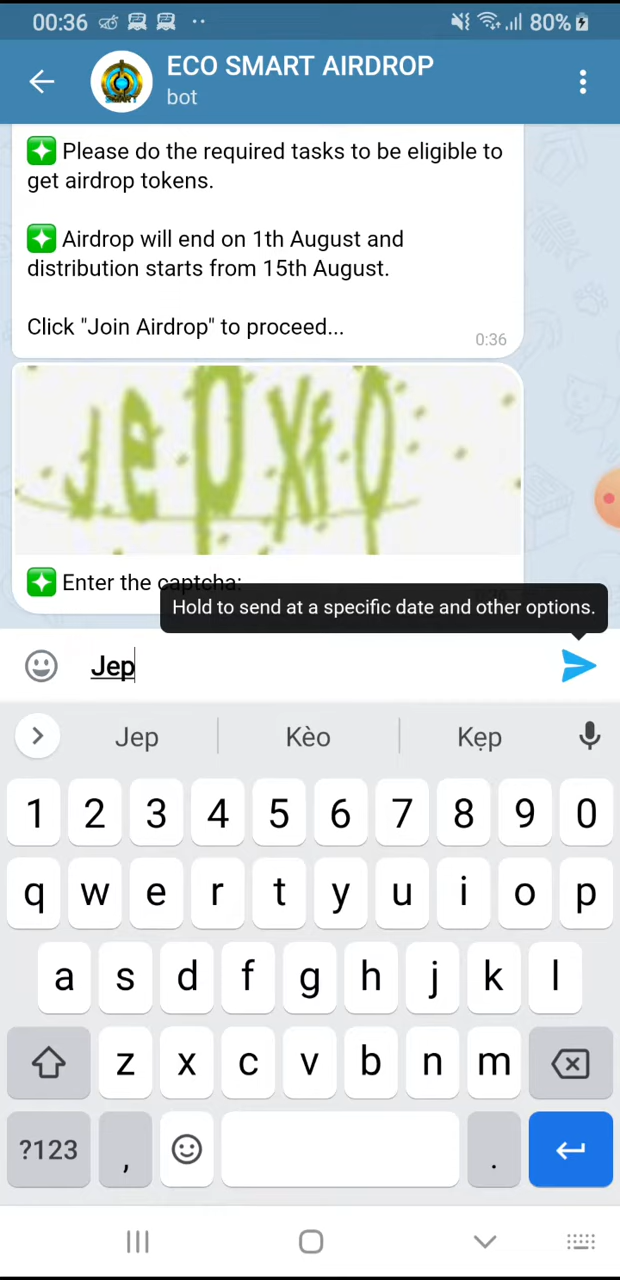 00:36
80%
ECO SMART AIRDROP
bot
Please do the required tasks to be eligible to
get airdrop tokens.
Airdrop will end on 1th August and
distribution starts from 15th August.
Click "Join Airdrop" to proceed...
0:36
Enter the captcha:
Hold to send at a specific date and other options.
Jep
Jep Kèo Kẹp
1 2 3 4 5 6 7 8 9 0
q w e r t y u i o p
a s d f g h j k l
z x c v b n m
?123 , .